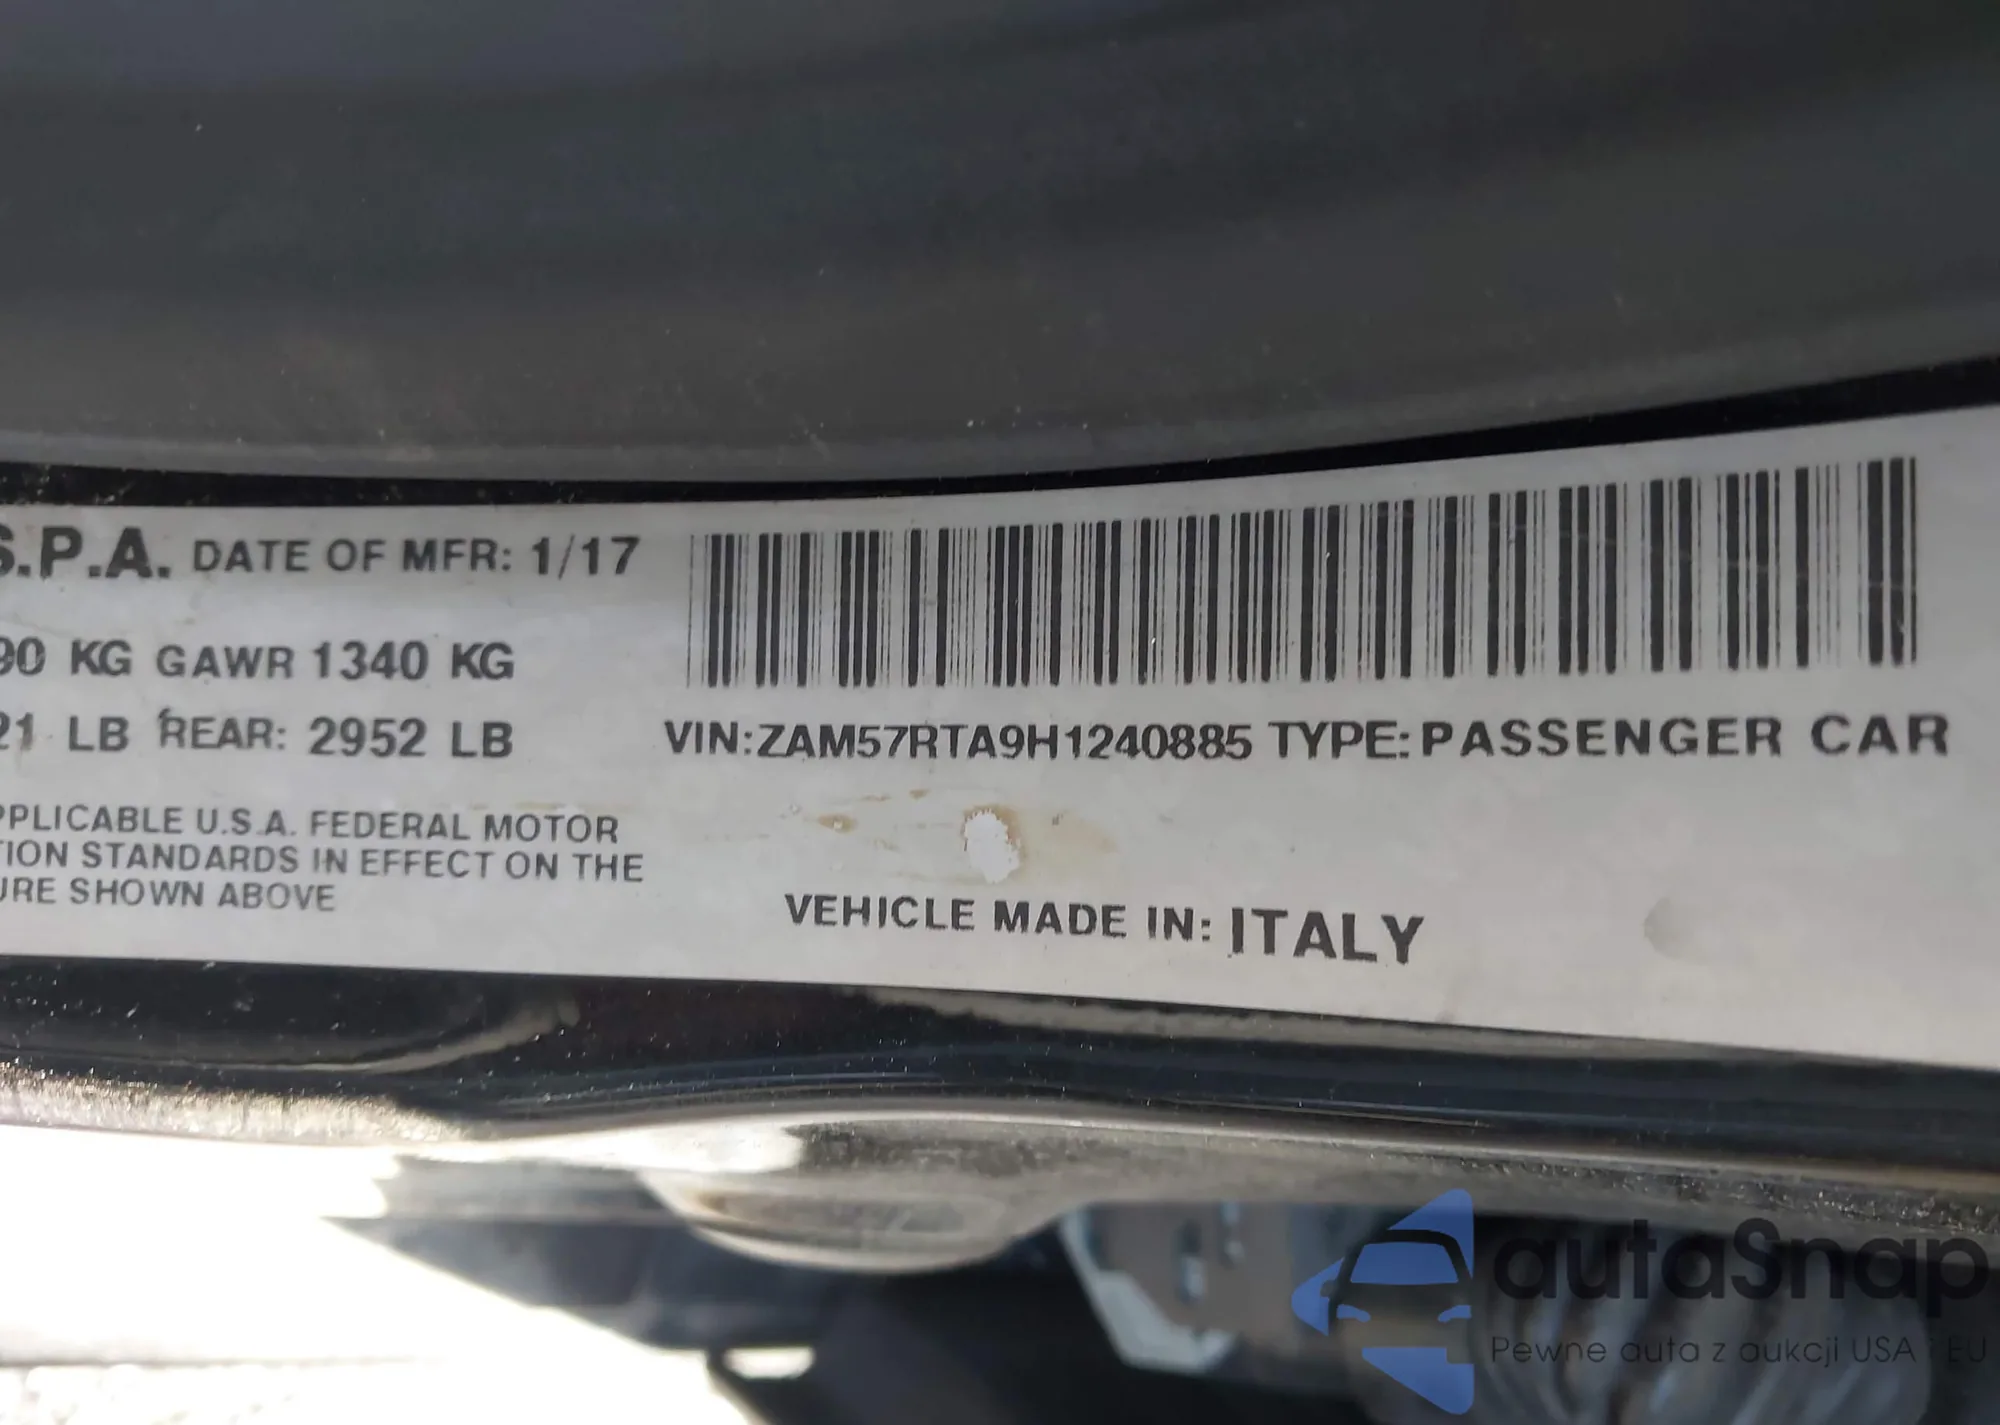 S.P.A. DATE OF MFR: 1/17
90 KG GAWR 1340 KG
21 LB REAR: 2952 LB
VIN:ZAM57RTA9H1240885 TYPE:PASSENGER CAR
PPLICABLE U.S.A. FEDERAL MOTOR
TION STANDARDS IN EFFECT ON THE
URE SHOWN ABOVE
VEHICLE MADE IN: ITALY
autaSnap
Pewne auta z aukcji USA i EU